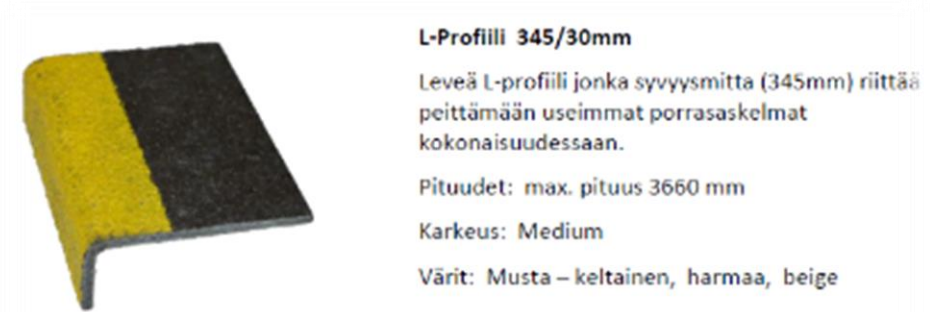 L-Profiili 345/30mm
Leveä L-profiili jonka syvyysmitta (345mm) riittää
peittämään useimmat porrasaskelmat
kokonaisuudessaan.
Pituudet: max. pituus 3660 mm
Karkeus: Medium
Värit: Musta – keltainen, harmaa, beige